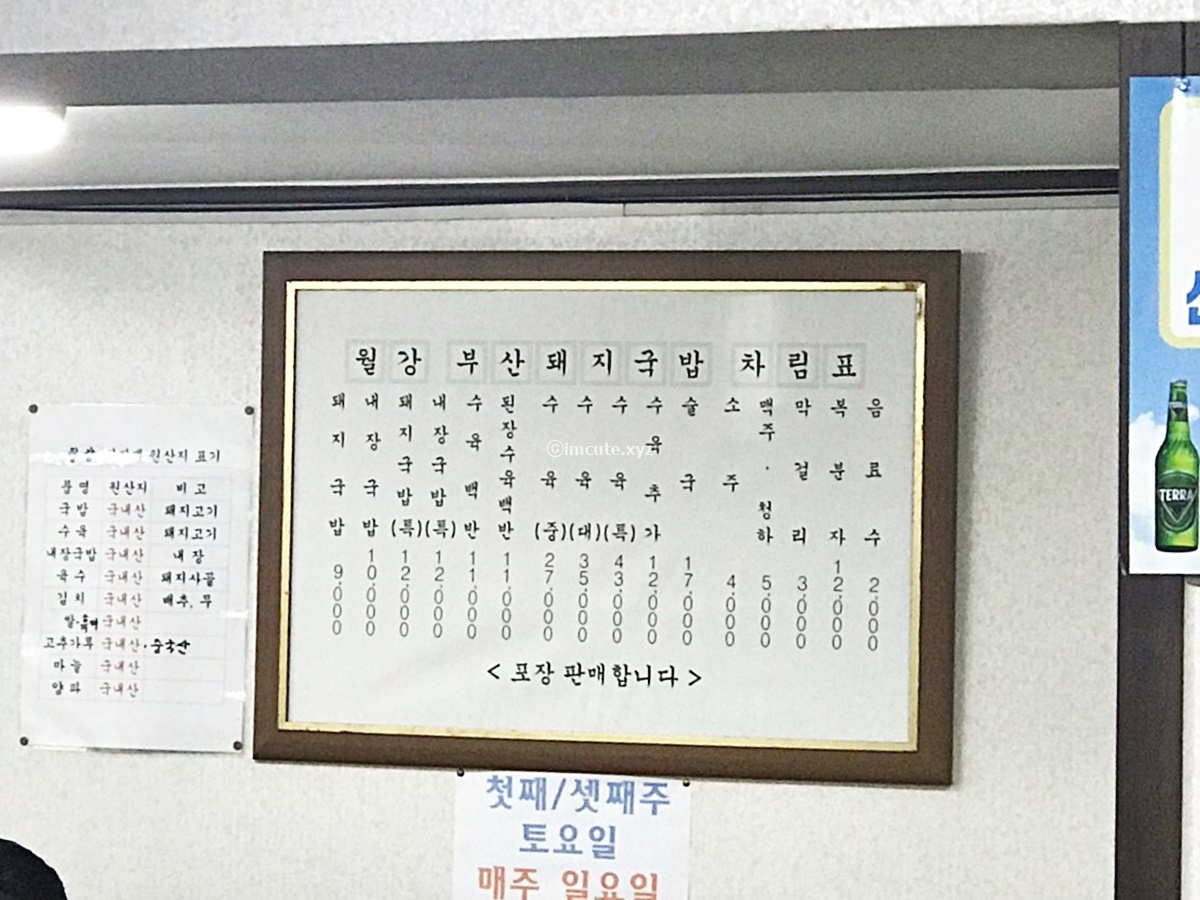 월강 부산돼지국밥 차림표
돼지국밥 9,000
내장국밥 10,000
돼지국밥(특) 12,000
내장국밥(특) 12,000
수육백반 11,000
된장수육백반 11,000
수육(중) 27,000
수육(대) 35,000
수육(특) 43,000
수육추가 12,000
술국 17,000
소주 4,000
맥주·청하 5,000
막걸리 3,000
복분자 12,000
음료수 2,000
< 포장 판매합니다 >
©imcute.xyz
원산지 표기
품명 원산지 비고
국밥 국내산 돼지고기
수육 국내산 돼지고기
내장국밥 국내산 내장
육수 국내산 돼지사골
김치 국내산 배추, 무
국내산
고추가루 국내산·중국산
마늘 국내산
양파 국내산
첫째/셋째주
토요일
매주 일요일
TERRA